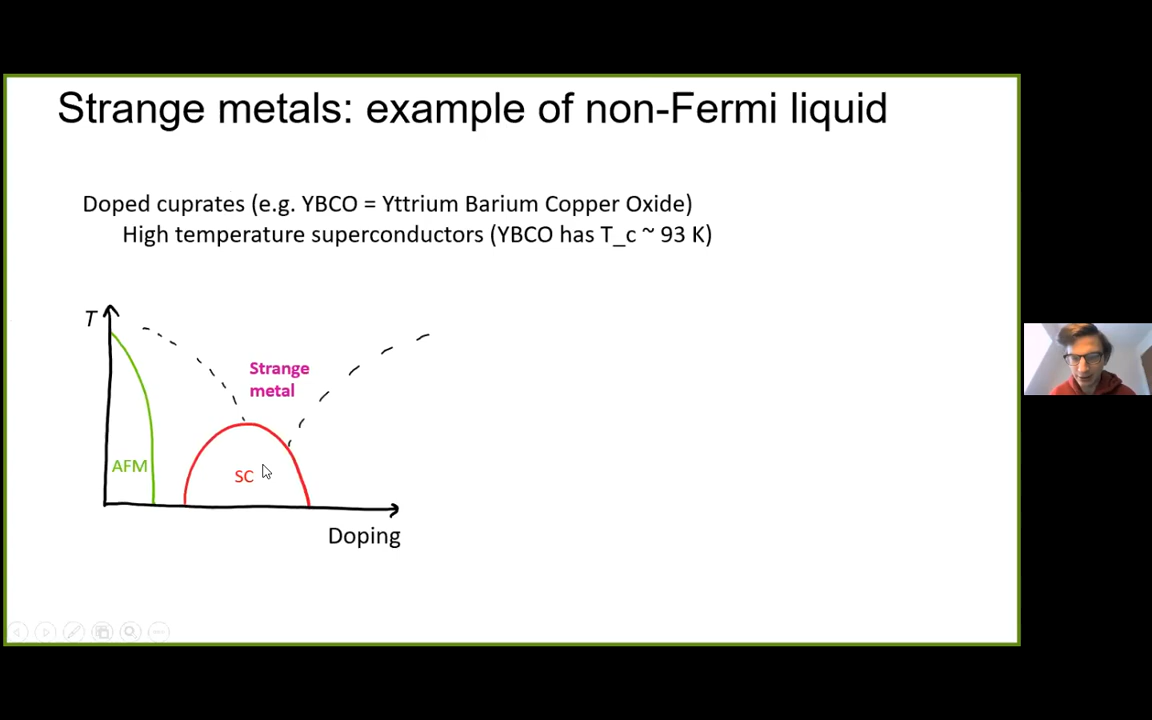 Strange metals: example of non-Fermi liquid
Doped cuprates (e.g. YBCO = Yttrium Barium Copper Oxide)
High temperature superconductors (YBCO has T_c ~ 93 K)
T
Strange
metal
AFM
SC
Doping